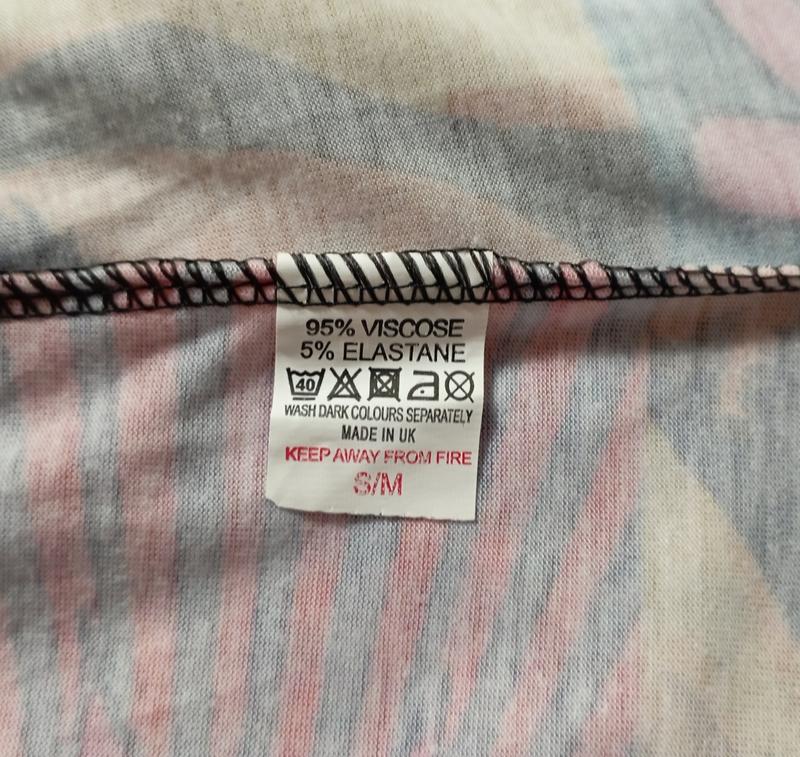 95% VISCOSE
5% ELASTANE
40
WASH DARK COLOURS SEPARATELY
MADE IN UK
KEEP AWAY FROM FIRE
S/M